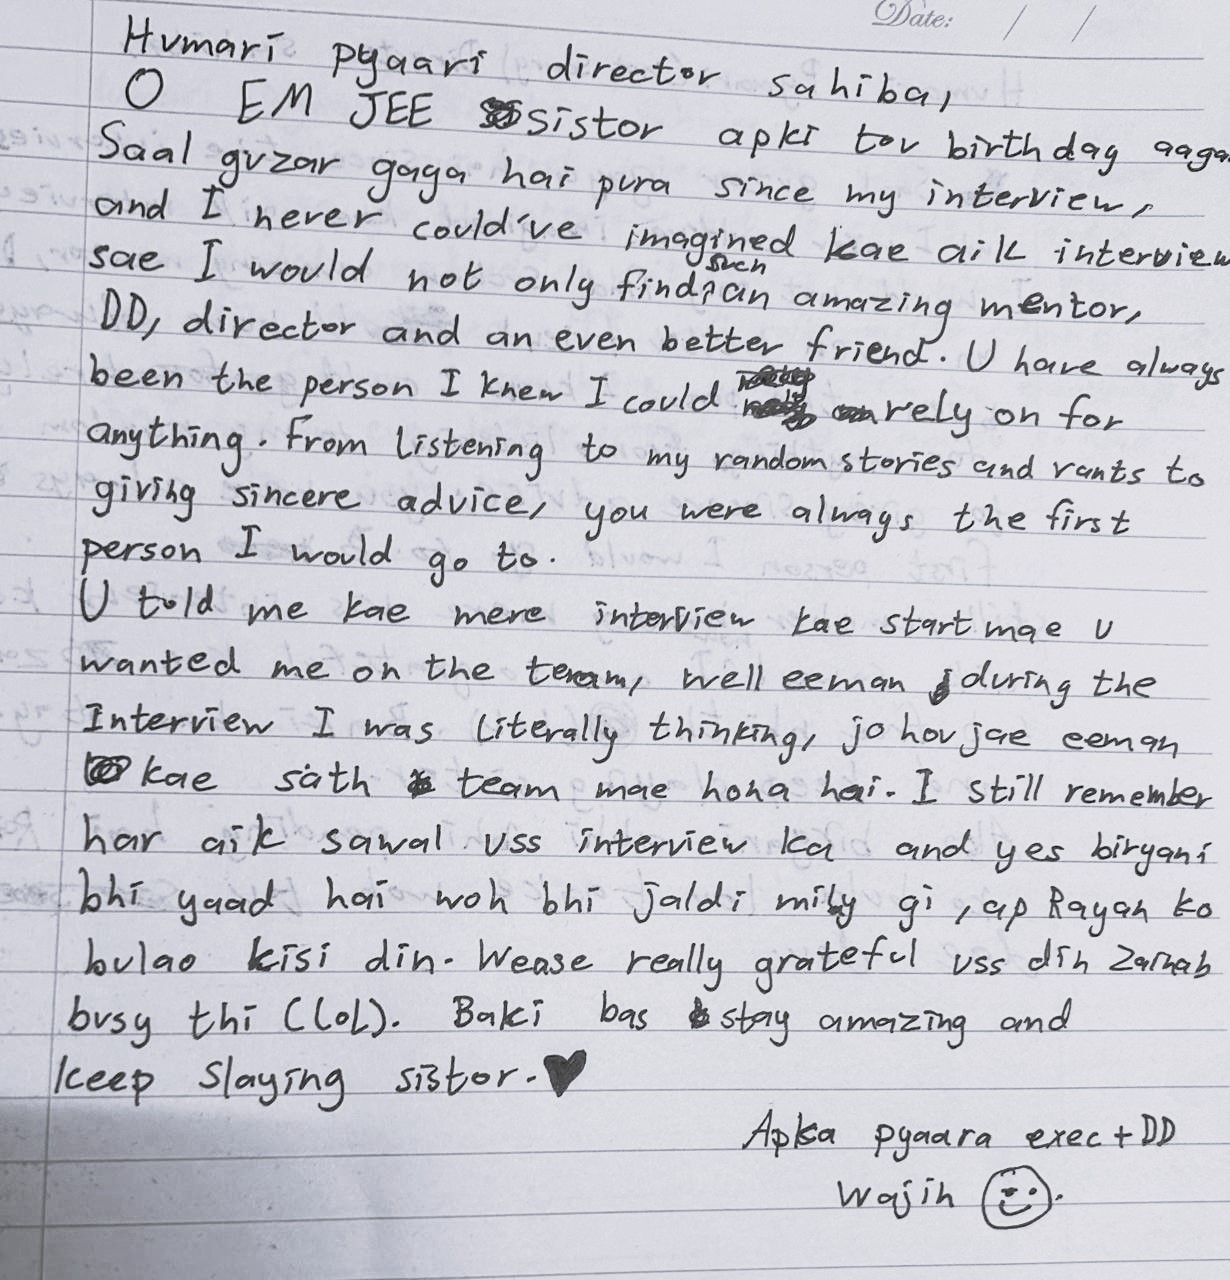 Date: / /
Humari pyaari director sahiba,
O EM JEE sistor apki tou birthday aaga
Saal guzar gaya hai pura since my interview,
and I never could've imagined kae aik interview
sae I would not only find such an amazing mentor,
DD, director and an even better friend. U have always
been the person I knew I could rely on for
anything. From listening to my random stories and rants to
giving sincere advice, you were always the first
person I would go to.
U told me kae mere interview kae start mae u
wanted me on the team, well eeman during the
Interview I was literally thinking, jo hou jae eeman
kae sath team mae hona hai. I still remember
har aik sawal uss interview ka and yes biryani
bhi yaad hai woh bhi jaldi mily gi, ap Rayan ko
bulao kisi din. Wease really grateful uss din Zainab
busy thi (LoL). Baki bas stay amazing and
keep slaying sistor. ♥
Apka pyaara exec + DD
Wajih